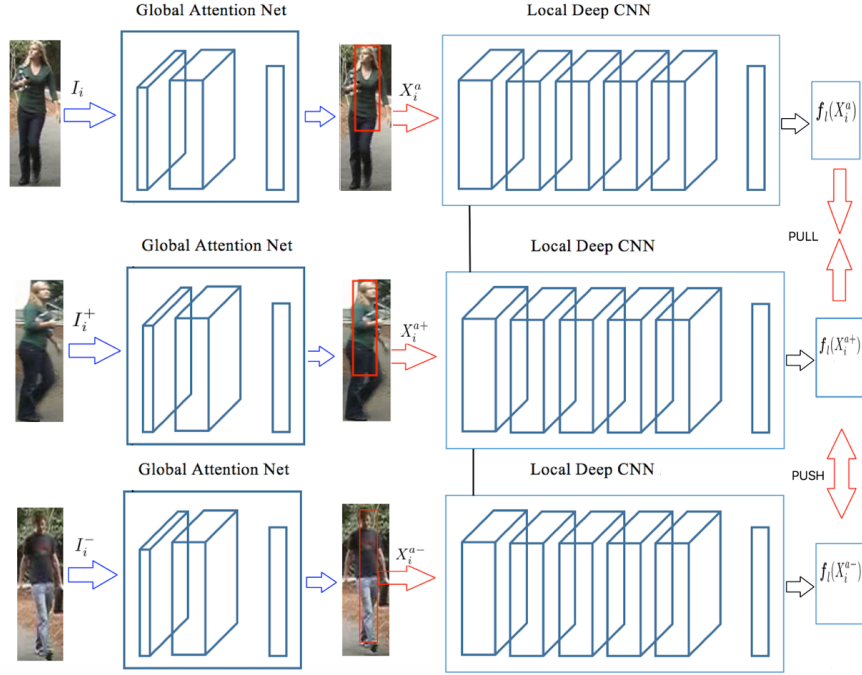 Global Attention Net
Local Deep CNN
I_i
X_i^a
f_l(X_i^a)
PULL
Global Attention Net
Local Deep CNN
I_i^+
X_i^{a+}
f_l(X_i^{a+})
Global Attention Net
Local Deep CNN
PUSH
I_i^-
X_i^{a-}
f_l(X_i^{a-})